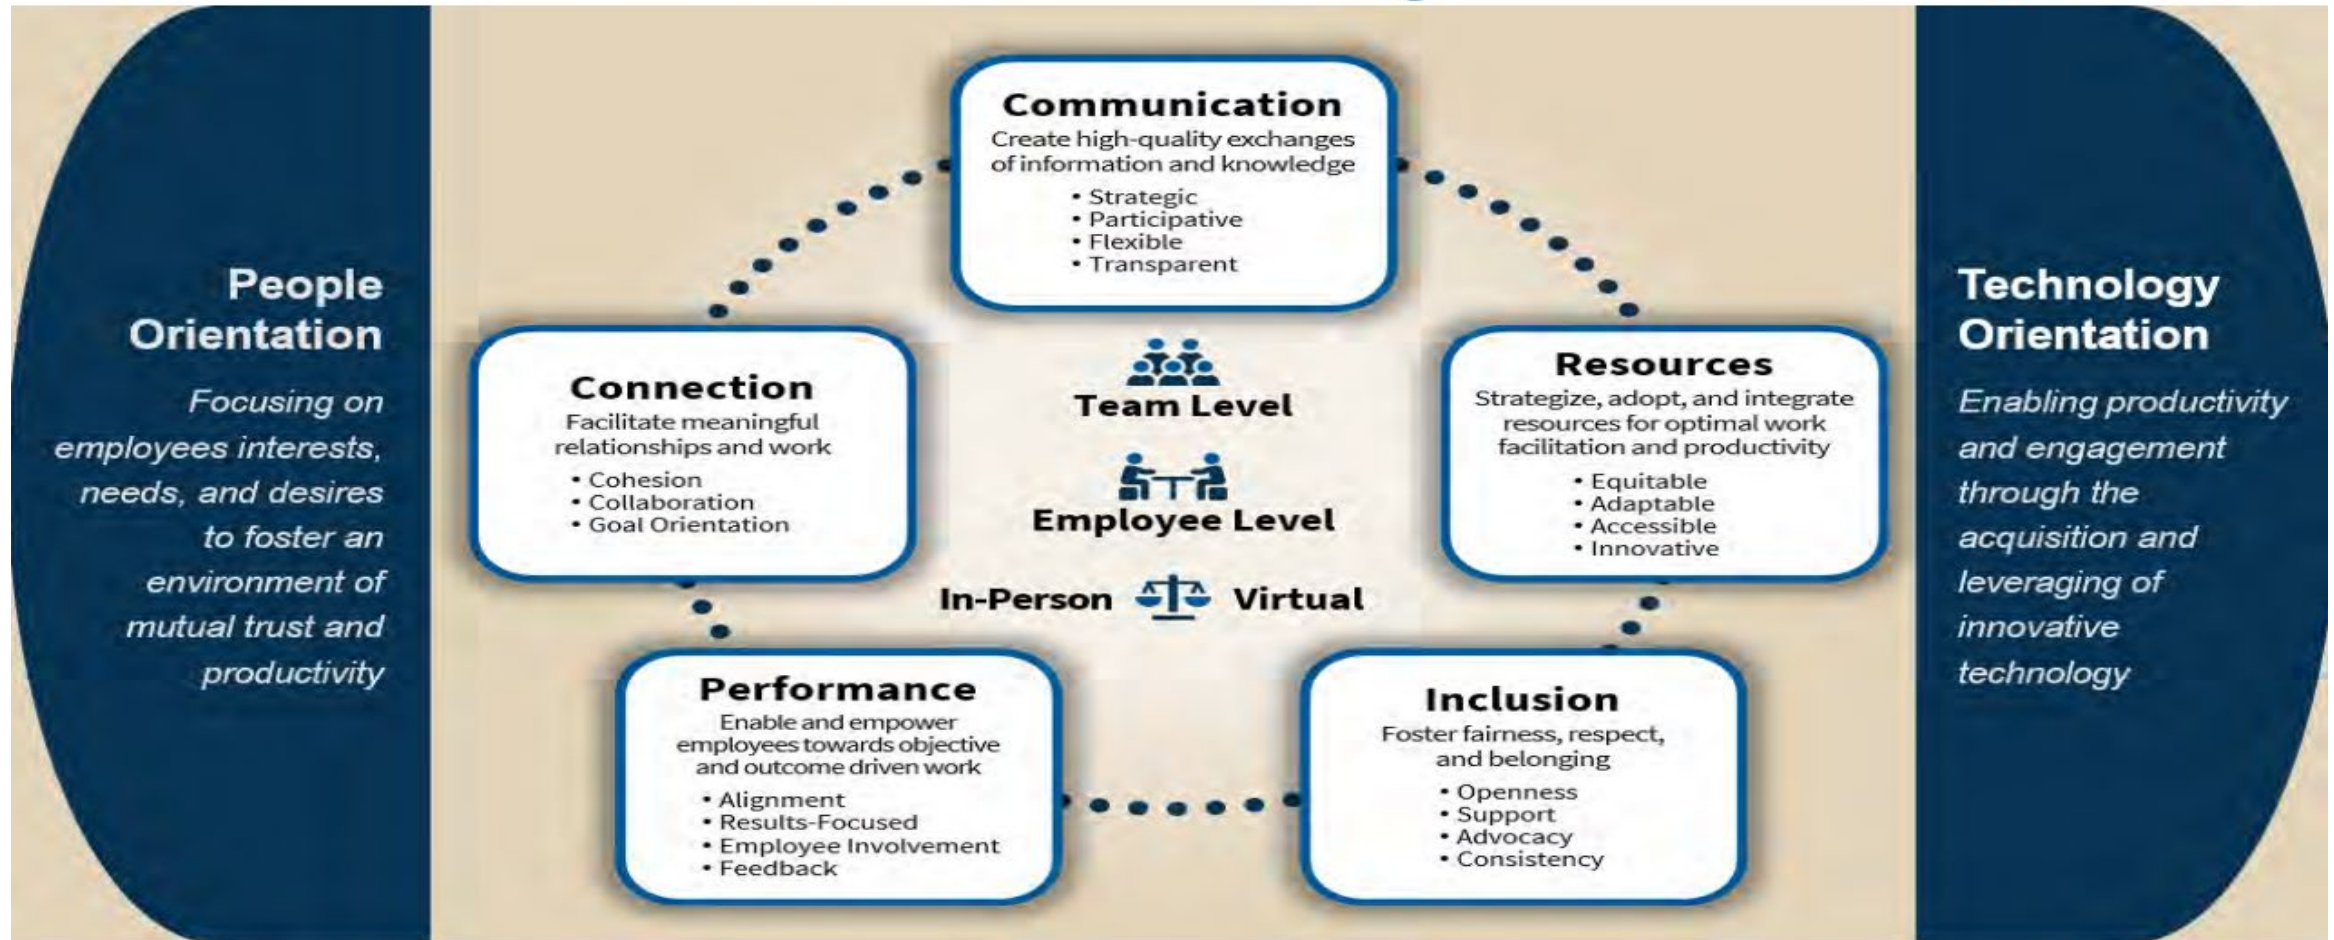 People
Orientation
Focusing on
employees interests,
needs, and desires
to foster an
environment of
mutual trust and
productivity
Communication
Create high-quality exchanges
of information and knowledge
• Strategic
• Participative
• Flexible
• Transparent
Connection
Facilitate meaningful
relationships and work
• Cohesion
• Collaboration
• Goal Orientation
Team Level
Employee Level
In-Person Virtual
Resources
Strategize, adopt, and integrate
resources for optimal work
facilitation and productivity
• Equitable
• Adaptable
• Accessible
• Innovative
Performance
Enable and empower
employees towards objective
and outcome driven work
• Alignment
• Results-Focused
• Employee Involvement
• Feedback
Inclusion
Foster fairness, respect,
and belonging
• Openness
• Support
• Advocacy
• Consistency
Technology
Orientation
Enabling productivity
and engagement
through the
acquisition and
leveraging of
innovative
technology